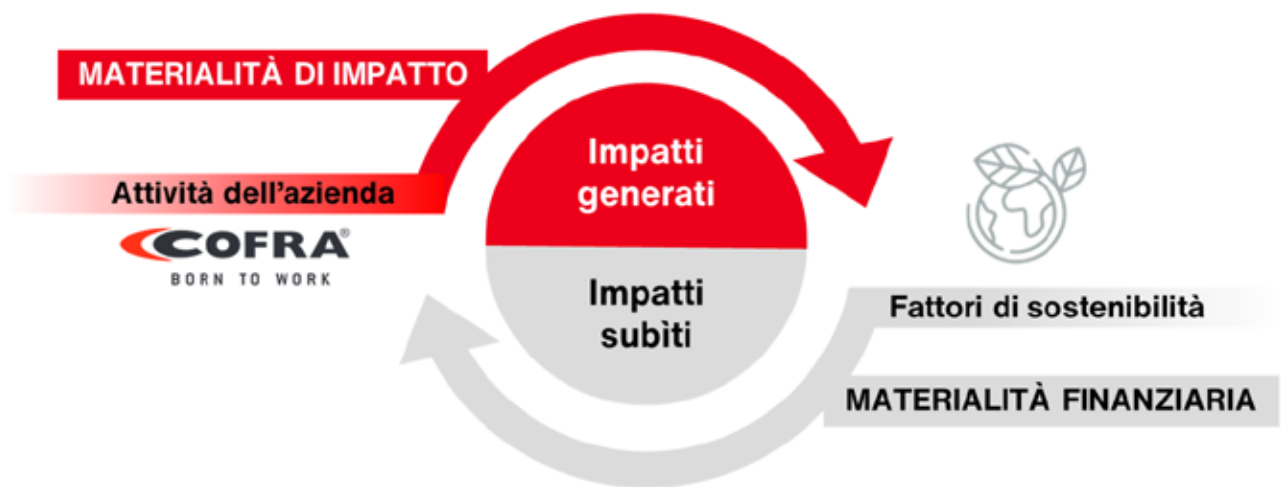 MATERIALITÀ DI IMPATTO
Attività dell'azienda
COFRA®
BORN TO WORK
Impatti
generati
Impatti
subìti
Fattori di sostenibilità
MATERIALITÀ FINANZIARIA